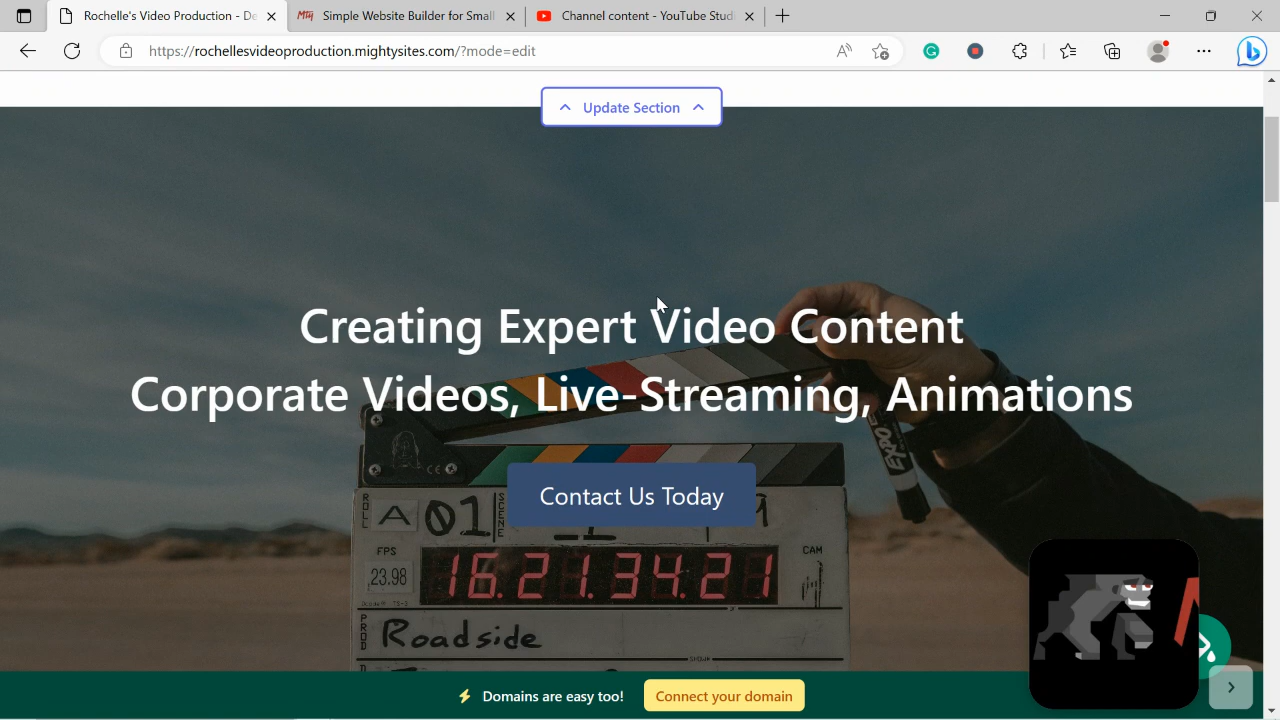 Rochelle's Video Production - De
Simple Website Builder for Small
Channel content - YouTube Studi
https://rochellesvideoproduction.mightysites.com/?mode=edit
Update Section
Creating Expert Video Content
Corporate Videos, Live-Streaming, Animations
EXPO
Contact Us Today
ROLL A 01
FPS
23.98
16.21.34.21
CAM
PROD Roadside
Domains are easy too!
Connect your domain